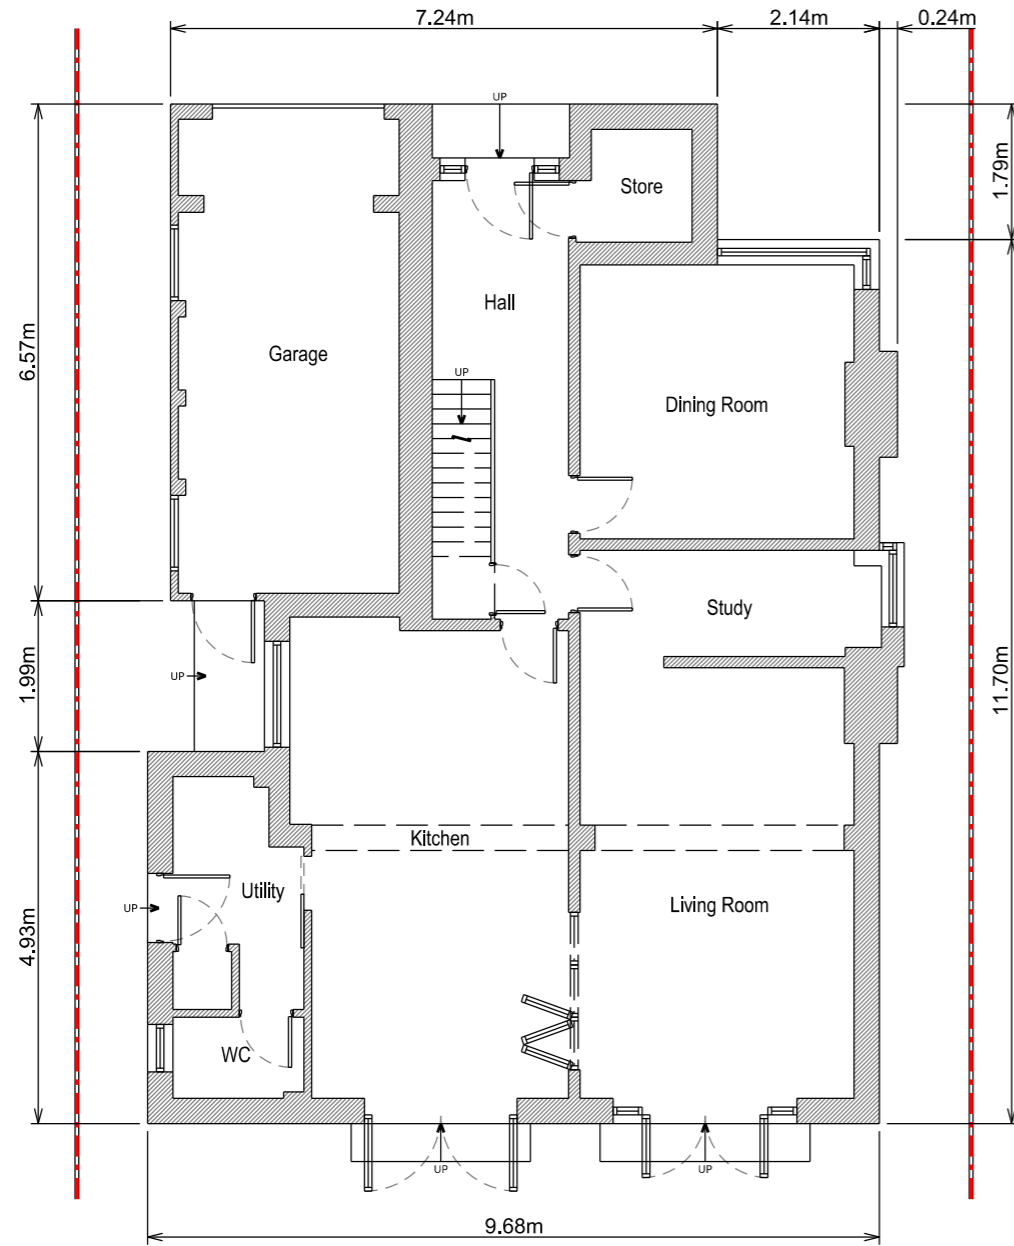 7.24m
2.14m
0.24m
UP
Store
1.79m
Hall
6.57m
Garage
UP
Dining Room
Study
1.99m
UP
11.70m
Kitchen
Utility
UP
Living Room
4.93m
WC
UP
UP
9.68m